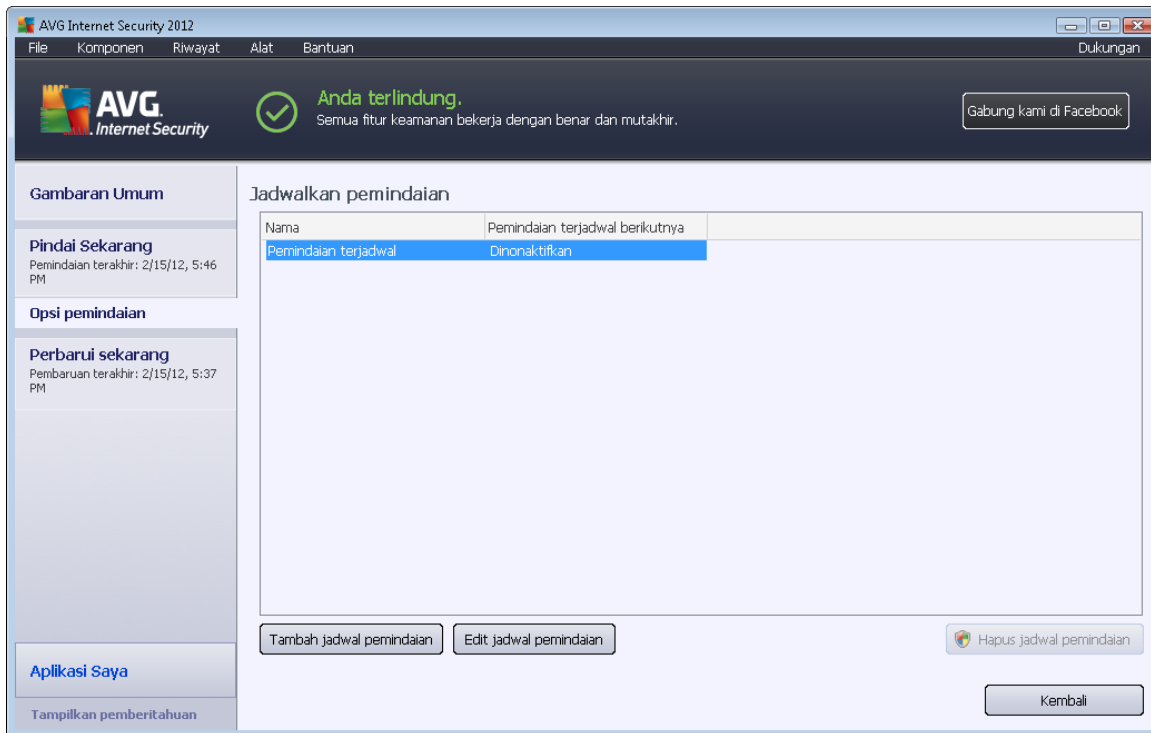 AVG Internet Security 2012
File Komponen Riwayat Alat Bantuan Dukungan
AVG.
Internet Security
Anda terlindung.
Semua fitur keamanan bekerja dengan benar dan mutakhir.
Gabung kami di Facebook
Gambaran Umum
Pindai Sekarang
Pemindaian terakhir: 2/15/12, 5:46
PM
Opsi pemindaian
Perbarui sekarang
Pembaruan terakhir: 2/15/12, 5:37
PM
Aplikasi Saya
Tampilkan pemberitahuan
Jadwalkan pemindaian
Nama Pemindaian terjadwal berikutnya
Pemindaian terjadwal Dinonaktifkan
Tambah jadwal pemindaian Edit jadwal pemindaian Hapus jadwal pemindaian
Kembali